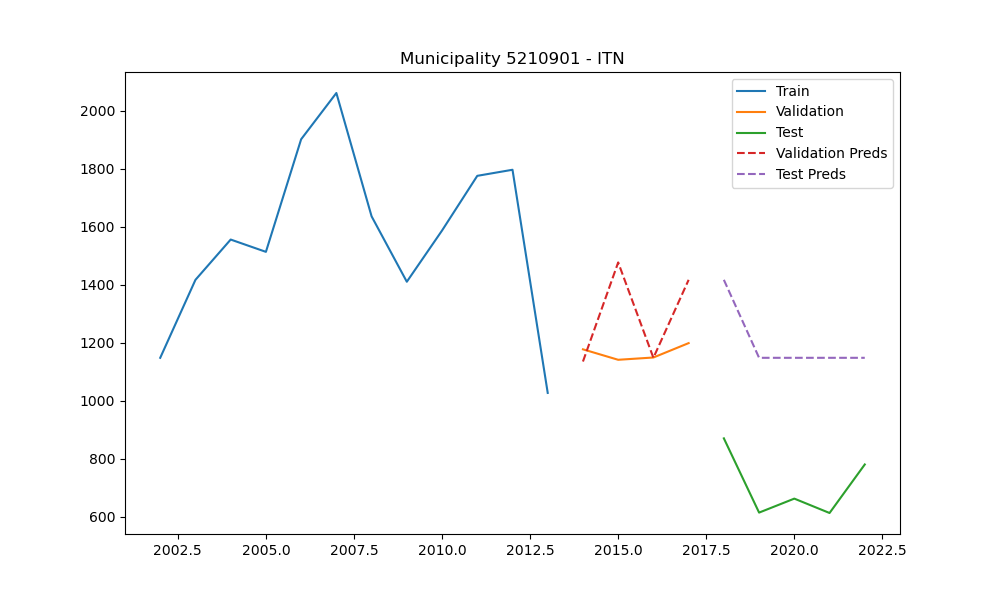 Municipality 5210901 - ITN
Train
Validation
Test
Validation Preds
Test Preds
2000
1800
1600
1400
1200
1000
800
600
2002.5 2005.0 2007.5 2010.0 2012.5 2015.0 2017.5 2020.0 2022.5